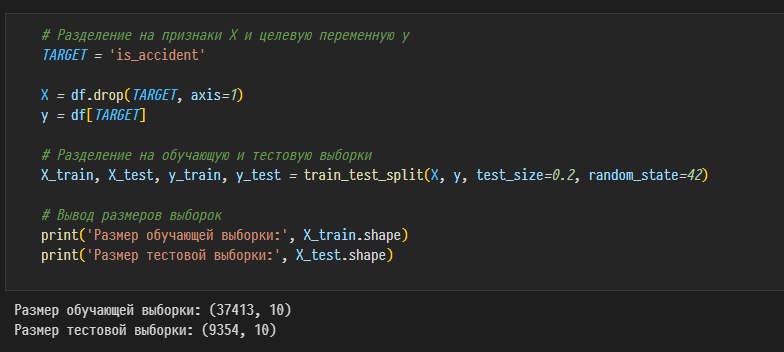 # Разделение на признаки X и целевую переменную y
TARGET = 'is_accident'
X = df.drop(TARGET, axis=1)
y = df[TARGET]
# Разделение на обучающую и тестовую выборки
X_train, X_test, y_train, y_test = train_test_split(X, y, test_size=0.2, random_state=42)
# Вывод размеров выборок
print('Размер обучающей выборки:', X_train.shape)
print('Размер тестовой выборки:', X_test.shape)
Размер обучающей выборки: (37413, 10)
Размер тестовой выборки: (9354, 10)